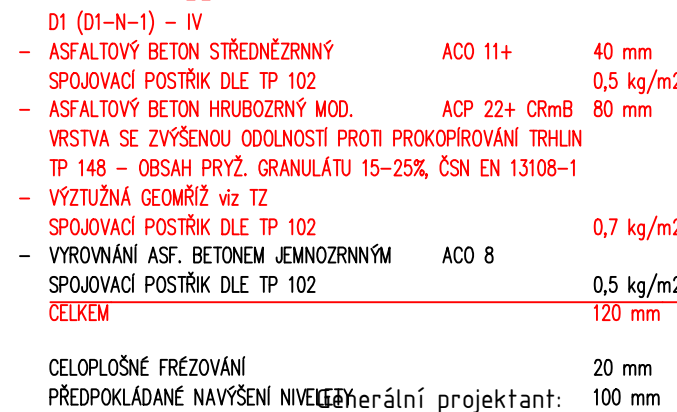 D1 (D1-N-1) - IV
- ASFALTOVÝ BETON STŘEDNĚZRNNÝ ACO 11+ 40 mm
SPOJOVACÍ POSTŘIK DLE TP 102 0,5 kg/m2
- ASFALTOVÝ BETON HRUBOZRNÝ MOD. ACP 22+ CRmB 80 mm
VRSTVA SE ZVÝŠENOU ODOLNOSTÍ PROTI PROKOPÍROVÁNÍ TRHLIN
TP 148 - OBSAH PRYŽ. GRANULÁTU 15-25%, ČSN EN 13108-1
- VÝZTUŽNÁ GEOMŘÍŽ viz TZ
SPOJOVACÍ POSTŘIK DLE TP 102 0,7 kg/m2
- VYROVNÁNÍ ASF. BETONEM JEMNOZRNNÝM ACO 8
SPOJOVACÍ POSTŘIK DLE TP 102 0,5 kg/m2
CELKEM 120 mm
CELOPLOŠNÉ FRÉZOVÁNÍ 20 mm
PŘEDPOKLÁDANÉ NAVÝŠENÍ NIVELETY 100 mm
Generální projektant: